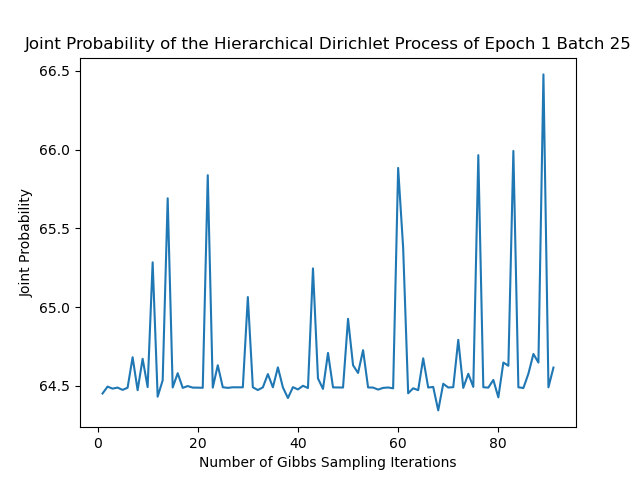 Joint Probability of the Hierarchical Dirichlet Process of Epoch 1 Batch 25
66.5
66.0
65.5
65.0
64.5
Joint Probability
0 20 40 60 80
Number of Gibbs Sampling Iterations